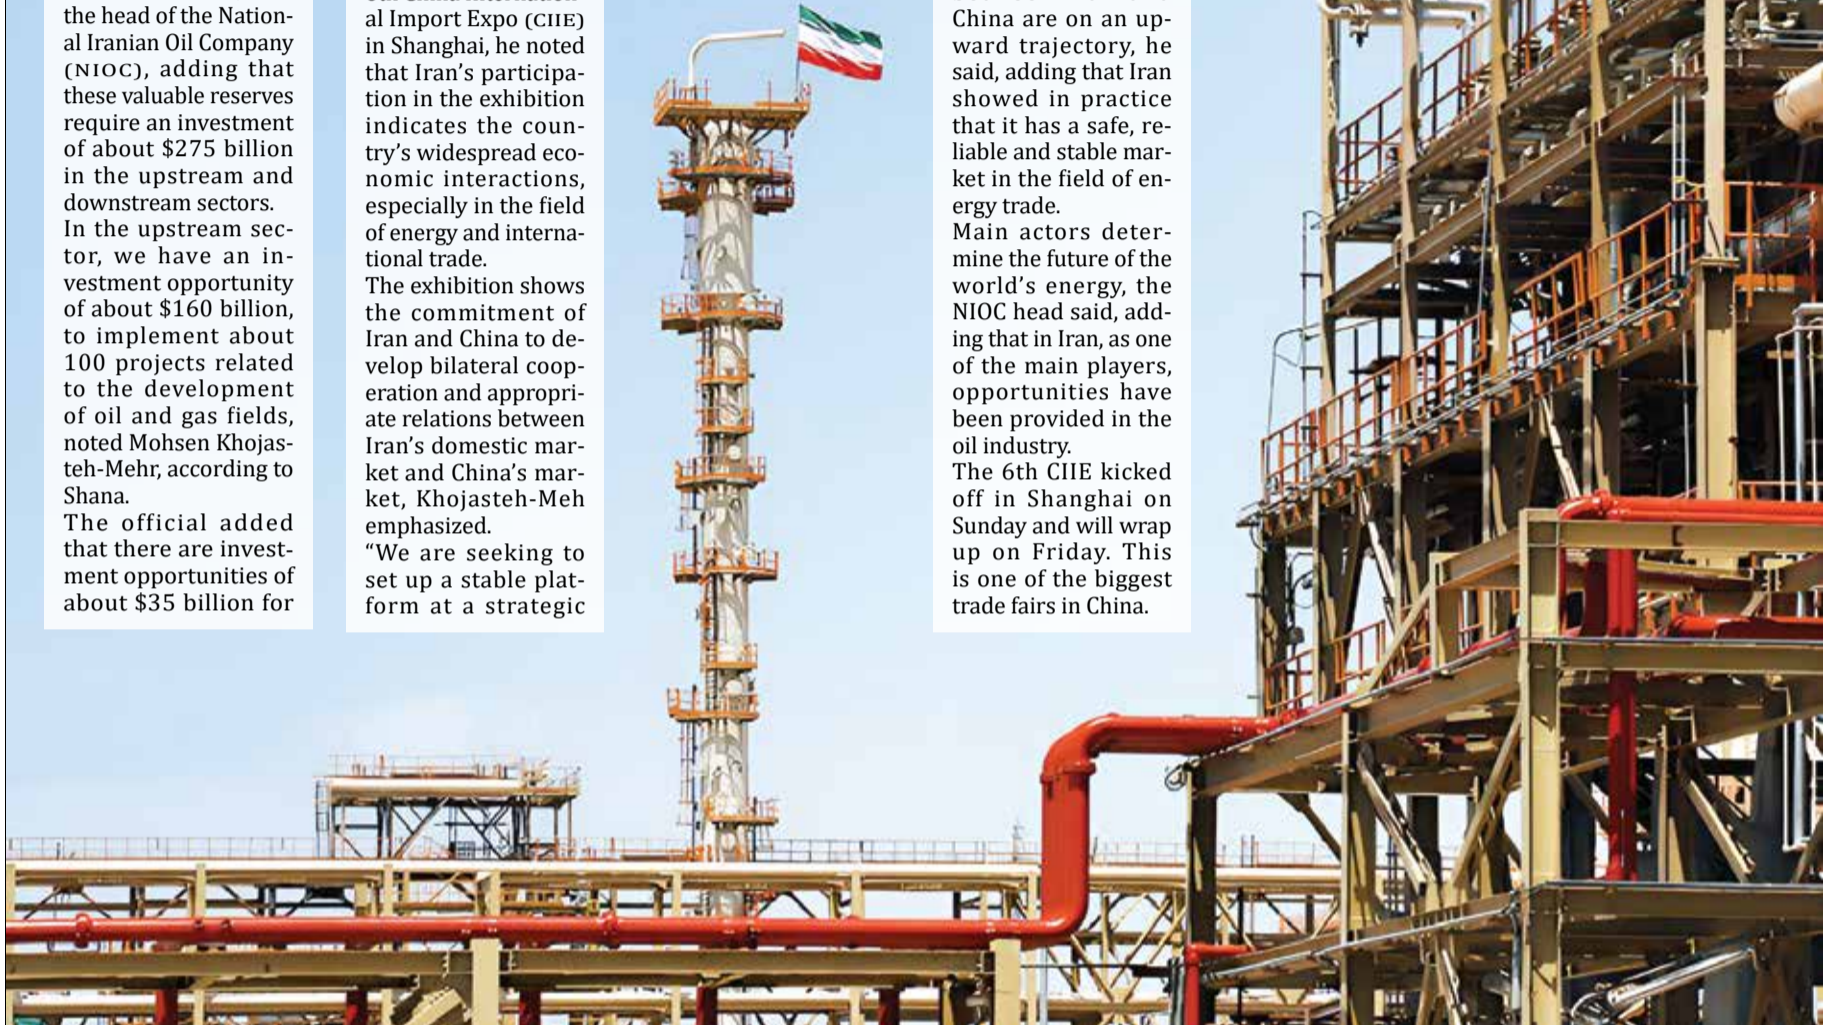 the head of the Nation-
al Iranian Oil Company
(NIOC), adding that
these valuable reserves
require an investment
of about $275 billion
in the upstream and
downstream sectors.
In the upstream sec-
tor, we have an in-
vestment opportunity
of about $160 billion,
to implement about
100 projects related
to the development
of oil and gas fields,
noted Mohsen Khojas-
teh-Mehr, according to
Shana.
The official added
that there are invest-
ment opportunities of
about $35 billion for
al Import Expo (CIIE)
in Shanghai, he noted
that Iran's participa-
tion in the exhibition
indicates the coun-
try's widespread eco-
nomic interactions,
especially in the field
of energy and interna-
tional trade.
The exhibition shows
the commitment of
Iran and China to de-
velop bilateral coop-
eration and appropri-
ate relations between
Iran's domestic mar-
ket and China's mar-
ket, Khojasteh-Meh
emphasized.
“We are seeking to
set up a stable plat-
form at a strategic
China are on an up-
ward trajectory, he
said, adding that Iran
showed in practice
that it has a safe, re-
liable and stable mar-
ket in the field of en-
ergy trade.
Main actors deter-
mine the future of the
world's energy, the
NIOC head said, add-
ing that in Iran, as one
of the main players,
opportunities have
been provided in the
oil industry.
The 6th CIIE kicked
off in Shanghai on
Sunday and will wrap
up on Friday. This
is one of the biggest
trade fairs in China.